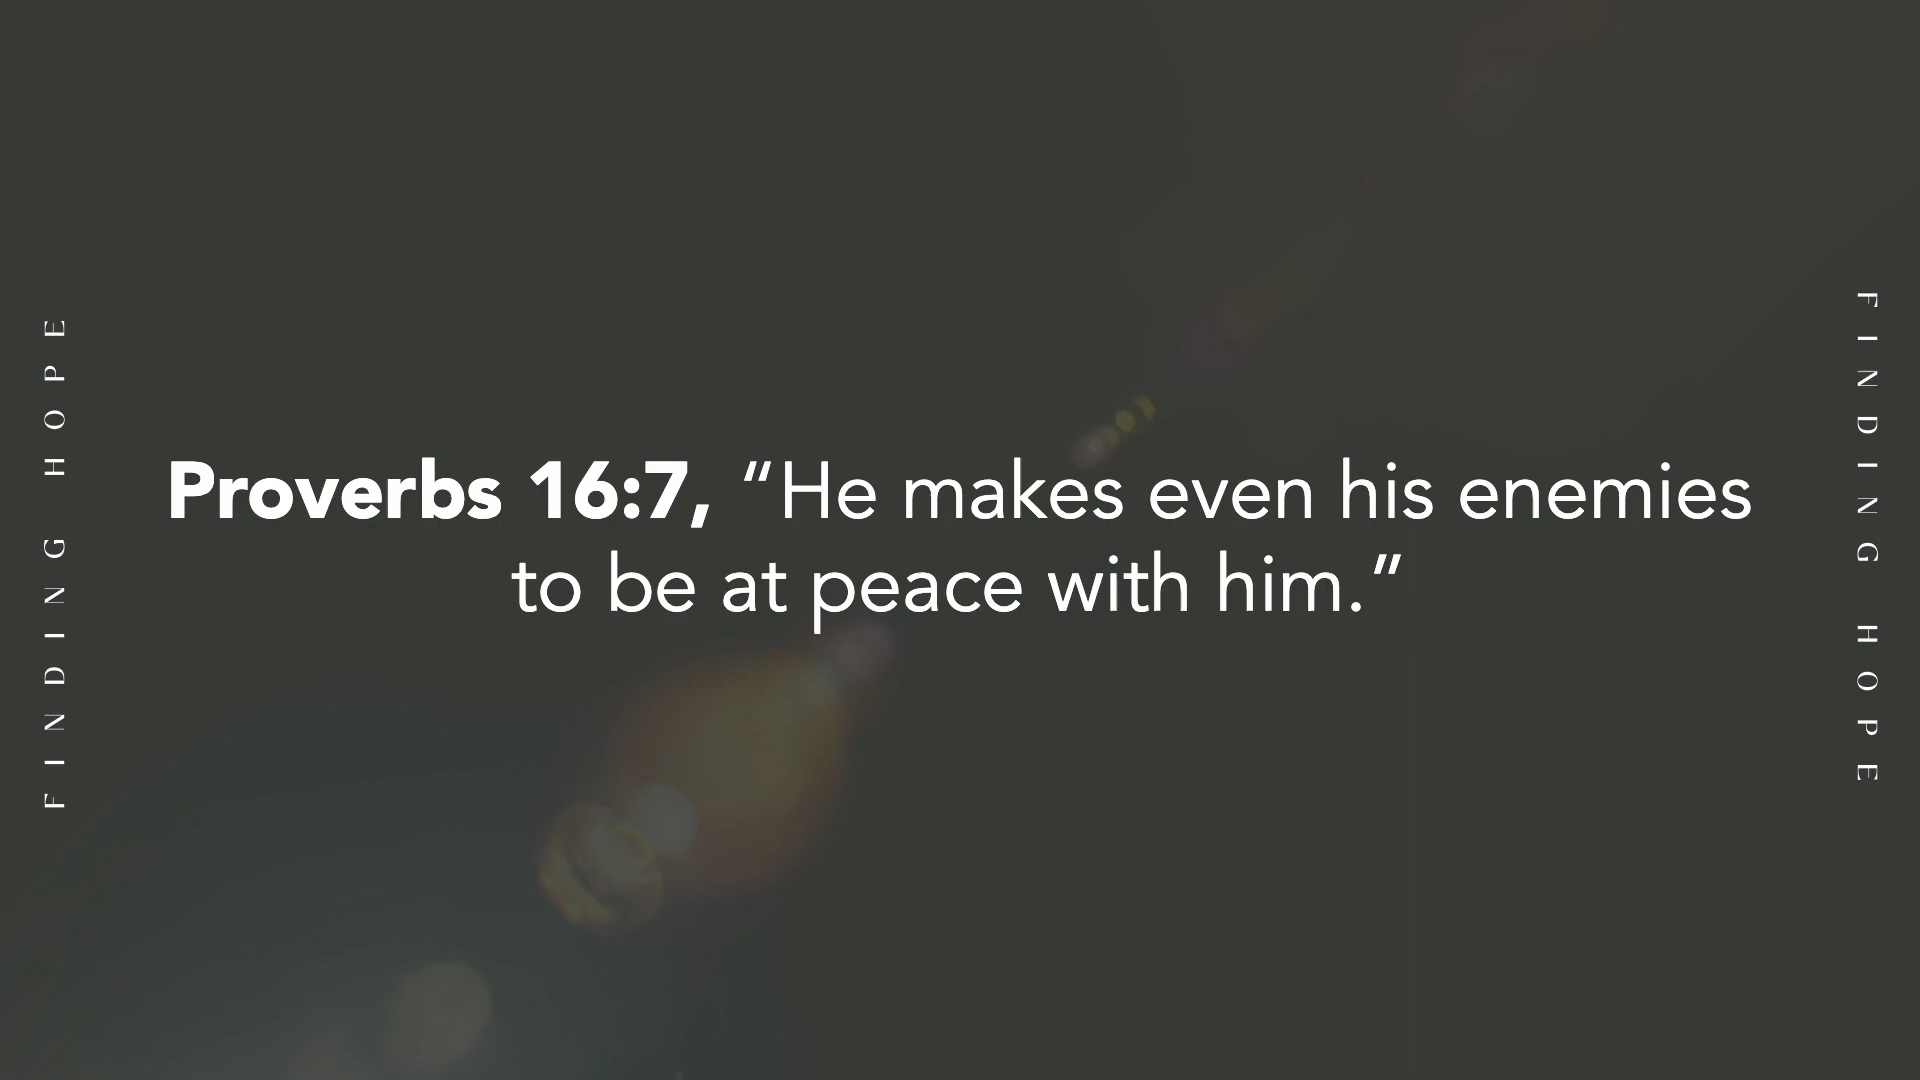 FINDING HOPE
Proverbs 16:7, “He makes even his enemies
to be at peace with him.”
FINDING HOPE